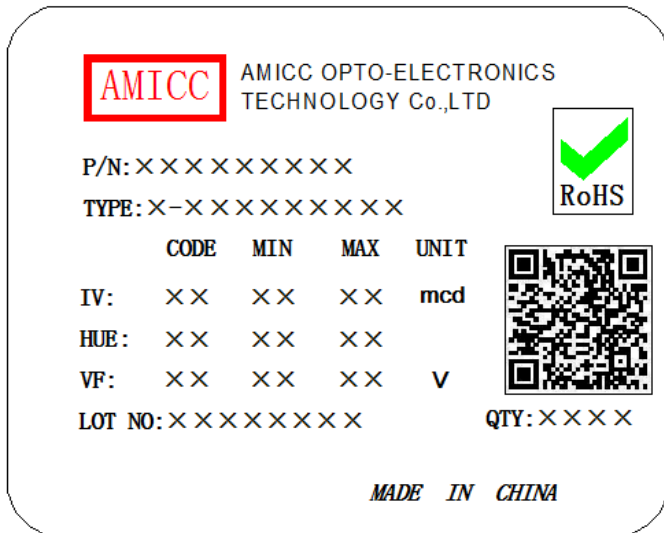 AMICC
AMICC OPTO-ELECTRONICS
TECHNOLOGY Co.,LTD
RoHS
P/N:×××××××××
TYPE:×-×××××××××
CODE MIN MAX UNIT
IV: ×× ×× ×× mcd
HUE: ×× ×× ××
VF: ×× ×× ×× V
LOT NO:××××××××
QTY:××××
MADE IN CHINA